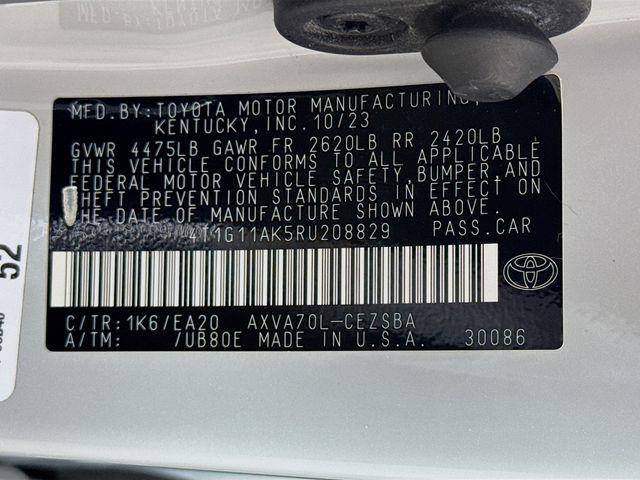 MFD.BY:TOYOTA MOTOR MANUFACTURING,
KENTUCKY,INC.10/23
GVWR 4475LB GAWR FR 2620LB RR 2420LB
THIS VEHICLE CONFORMS TO ALL APPLICABLE
FEDERAL MOTOR VEHICLE SAFETY,BUMPER,AND
THEFT PREVENTION STANDARDS IN EFFECT ON
THE DATE OF MANUFACTURE SHOWN ABOVE.
4T1G11AK5RU208829 PASS.CAR
C/TR:1K6/EA20 AXVA70L-CEZSBA
A/TM: /UB80E MADE IN U.S.A. 30086
52